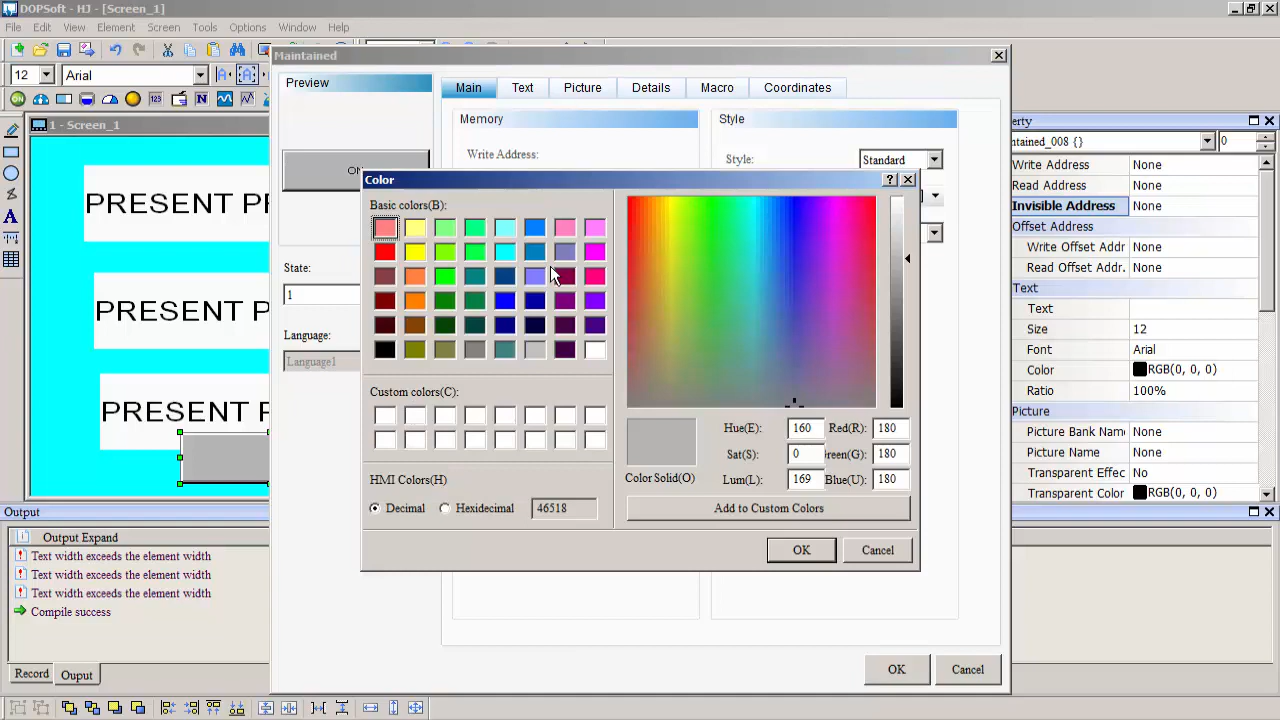 DOPSoft - HJ - [Screen_1]
File Edit View Element Screen Tools Options Window Help
12 Arial
1 - Screen_1
PRESENT P
PRESENT P
PRESENT P
Maintained
Preview
State:
1
Language:
Language1
Main Text Picture Details Macro Coordinates
Memory
Write Address:
Style
Style: Standard
Color
Basic colors(B):
Custom colors(C):
HMI Colors(H)
Decimal Hexidecimal 46518
Color Solid(O)
Hue(E): 160 Red(R): 180
Sat(S): 0 reen(G): 180
Lum(L): 169 Blue(U): 180
Add to Custom Colors
OK Cancel
OK Cancel
erty
ntained_008 {} 0
Write Address None
Read Address None
Invisible Address None
Offset Address
Write Offset Addr None
Read Offset Addr. None
Text
Text
Size 12
Font Arial
Color RGB(0, 0, 0)
Ratio 100%
Picture
Picture Bank Name None
Picture Name None
Transparent Effec No
Transparent Color RGB(0, 0, 0)
Output
Output Expand
Text width exceeds the element width
Text width exceeds the element width
Text width exceeds the element width
Compile success
Record Ouput